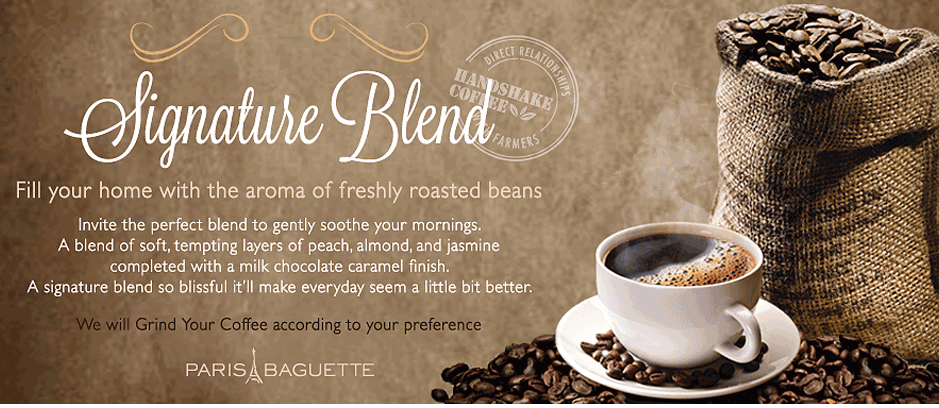 Signature Blend
DIRECT RELATIONSHIPS
HANDSHAKE
COFFEE
FARMERS
Fill your home with the aroma of freshly roasted beans
Invite the perfect blend to gently soothe your mornings.
A blend of soft, tempting layers of peach, almond, and jasmine
completed with a milk chocolate caramel finish.
A signature blend so blissful it'll make everyday seem a little bit better.
We will Grind Your Coffee according to your preference
PARIS BAGUETTE